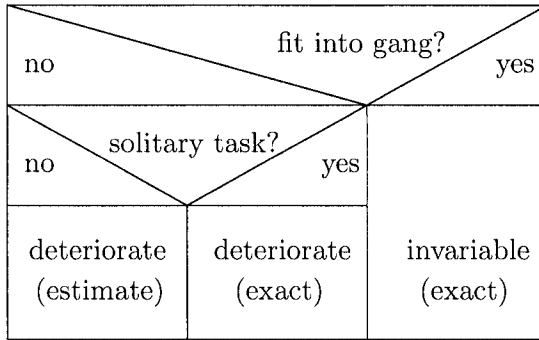 fit into gang?
no
yes
solitary task?
no
yes
deteriorate
(estimate)
deteriorate
(exact)
invariable
(exact)